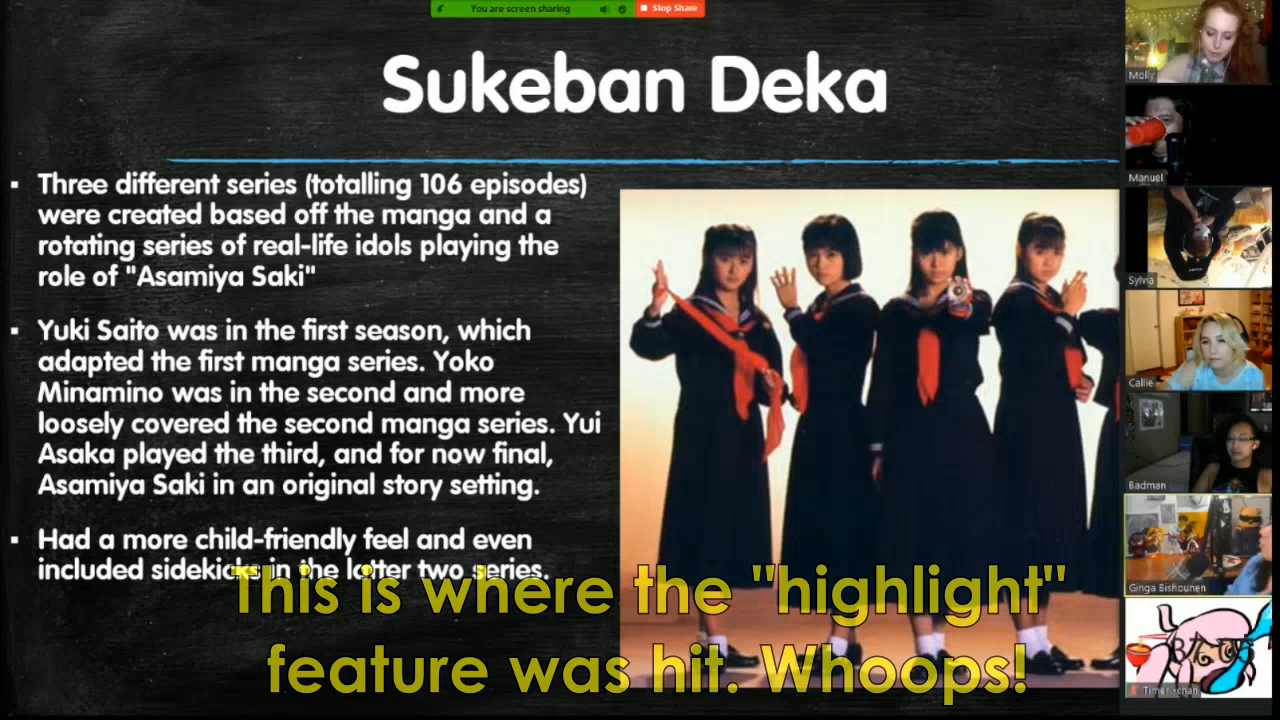 You are screen sharing
Stop Share
Sukeban Deka
▪ Three different series (totalling 106 episodes)
were created based off the manga and a
rotating series of real-life idols playing the
role of "Asamiya Saki"
▪ Yuki Saito was in the first season, which
adapted the first manga series. Yoko
Minamino was in the second and more
loosely covered the second manga series. Yui
Asaka played the third, and for now final,
Asamiya Saki in an original story setting.
▪ Had a more child-friendly feel and even
included sidekicks in the latter two series.
This is where the "highlight"
feature was hit. Whoops!
Molly
Manuel
Sylvia
Callie
Badman
Ginga Bishounen
Timer-chan